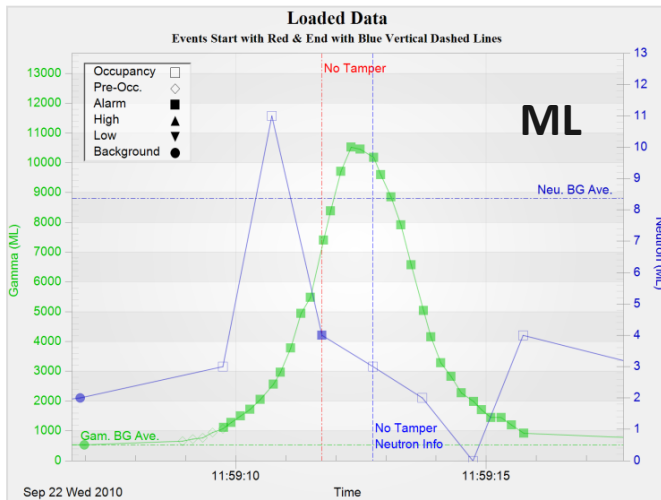 Loaded Data
Events Start with Red & End with Blue Vertical Dashed Lines
Occupancy
Pre-Occ.
Alarm
High
Low
Background
No Tamper
ML
Neu. BG Ave.
Gam. BG Ave.
No Tamper
Neutron Info
Gamma (ML)
13000
12000
11000
10000
9000
8000
7000
6000
5000
4000
3000
2000
1000
0
Neutron (ML)
13
12
11
10
9
8
7
6
5
4
3
2
1
0
11:59:10
11:59:15
Sep 22 Wed 2010
Time